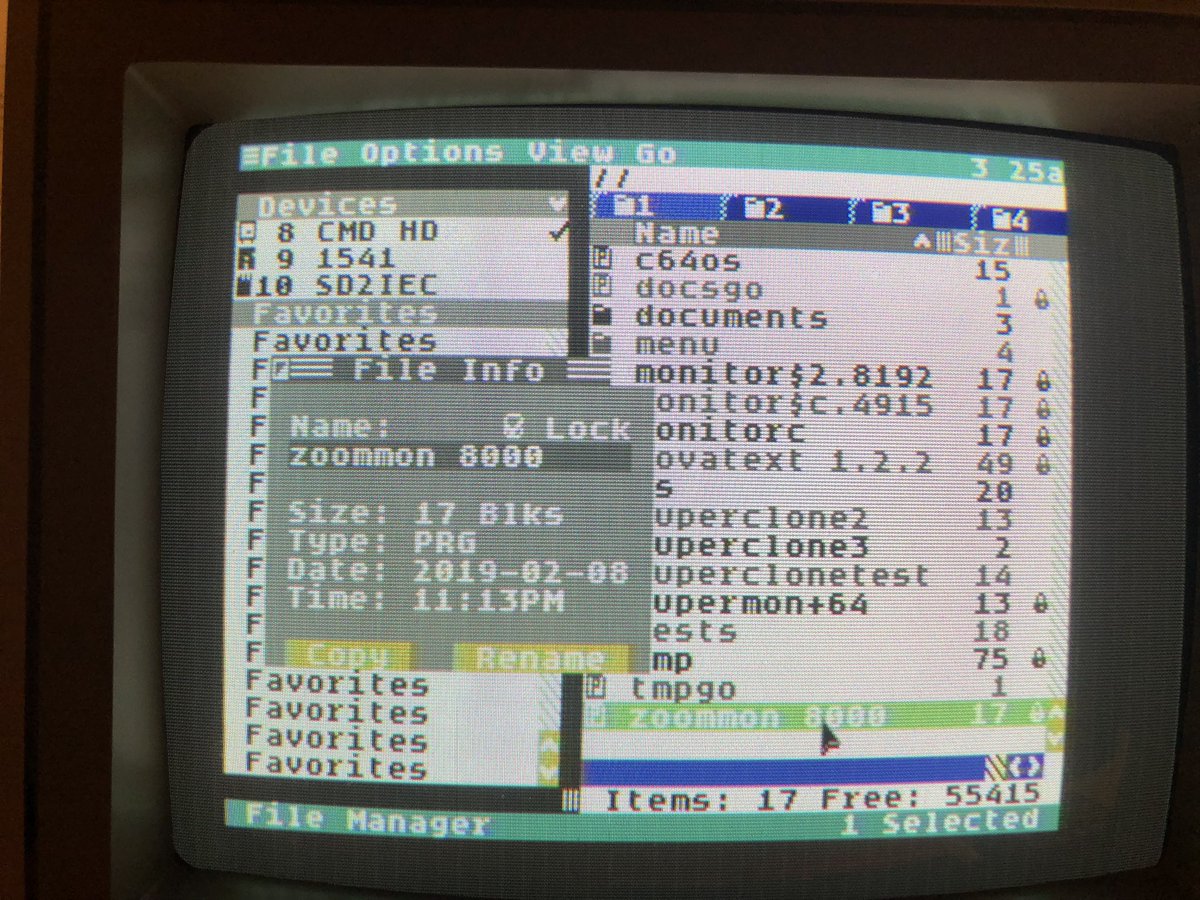 File Options View Go 3 25a
//
1 2 3 4
Devices
8 CMD HD
9 1541
10 SD2IEC
Favorites
Favorites
F
F
F
F
F
F
F
F
F
F
F
Favorites
Favorites
Favorites
Favorites
File Info
Name: Lock
zoommon 8000
Size: 17 Blks
Type: PRG
Date: 2019-02-08
Time: 11:13PM
Copy Rename
Name Siz
c64os 15
docsgo 1
documents 3
menu 4
monitor$2.8192 17
onitor$c.4915 17
onitorc 17
ovatext 1.2.2 49
s 20
uperclone2 13
uperclone3 2
uperclonetest 14
upermon+64 13
ests 18
mp 75
tmpgo 1
zoommon 8000 17
Items: 17 Free: 55415
File Manager 1 Selected